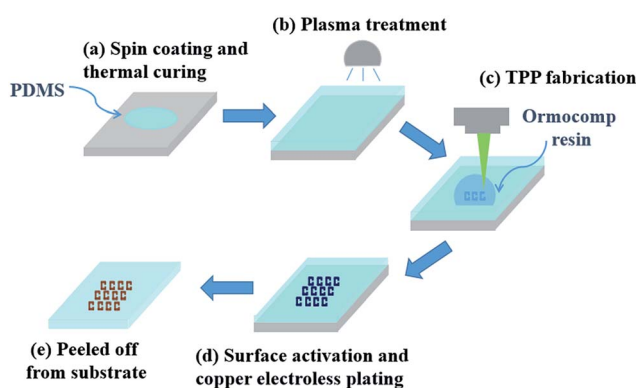 (a) Spin coating and
thermal curing
PDMS
(b) Plasma treatment
(c) TPP fabrication
Ormocomp
resin
(d) Surface activation and
copper electroless plating
(e) Peeled off
from substrate